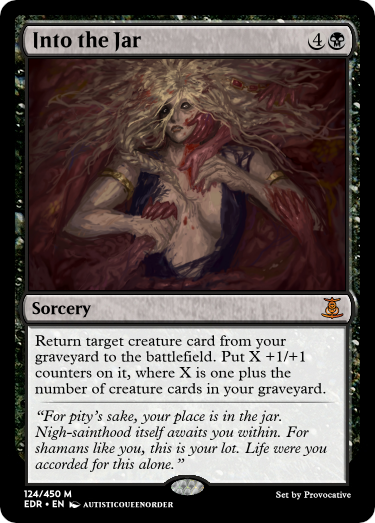 Into the Jar 4
Sorcery
Return target creature card from your
graveyard to the battlefield. Put X +1/+1
counters on it, where X is one plus the
number of creature cards in your graveyard.
“For pity's sake, your place is in the jar.
Nigh-sainthood itself awaits you within. For
shamans like you, this is your lot. Life were you
accorded for this alone.”
124/450 M
EDR • EN AUTISTICQUEENORDER
Set by Provocative